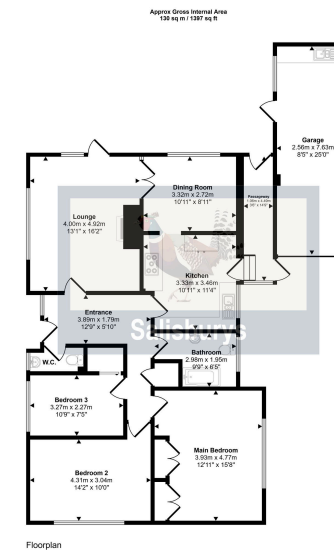 Approx Gross Internal Area
130 sq m / 1397 sq ft
Garage
2.56m x 7.63m
8'5" x 25'0"
Dining Room
3.32m x 2.72m
10'11" x 8'11"
Passageway
Lounge
4.00m x 4.92m
13'1" x 16'2"
Kitchen
3.33m x 3.46m
10'11" x 11'4"
Entrance
3.89m x 1.79m
12'9" x 5'10"
Salisburys
W.C.
Bathroom
2.98m x 1.95m
9'9" x 6'5"
Bedroom 3
3.27m x 2.27m
10'9" x 7'5"
Main Bedroom
3.93m x 4.77m
12'11" x 15'8"
Bedroom 2
4.31m x 3.04m
14'2" x 10'0"
Floorplan